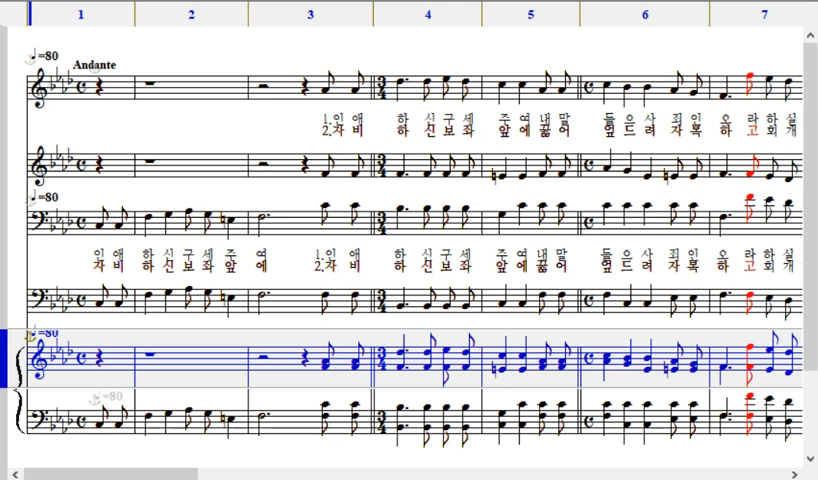 1 2 3 4 5 6 7
♩=80
Andante
1.인 애 하 신 구 세 주 여 내 말 들 으 사 죄 인 오 라 하 실
2.자 비 하 신 보 좌 앞 에 꿇 어 엎 드 려 자 복 하 고 회 개
♩=80
인 애 하 신 구 세 주 여 1.인 애 하 신 구 세 주 여 내 말 들 으 사 죄 인 오 라 하 실
자 비 하 신 보 좌 앞 에 2.자 비 하 신 보 좌 앞 에 꿇 어 엎 드 려 자 복 하 고 회 개
♩=80
=80